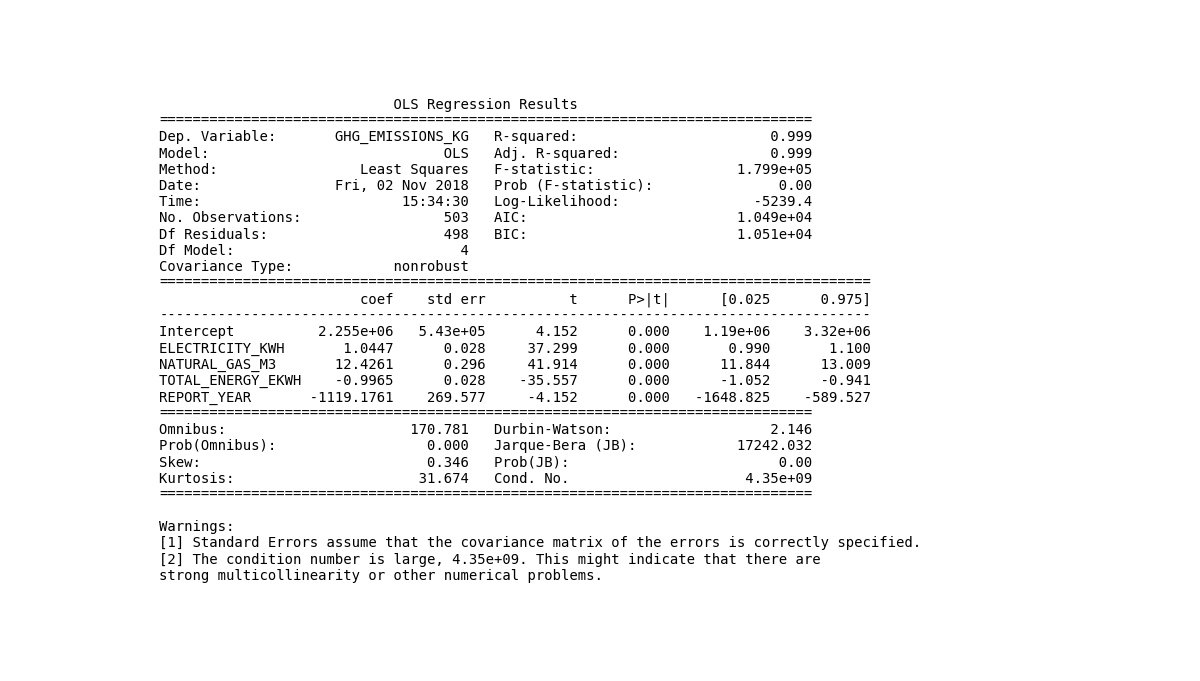 OLS Regression Results
==============================================================================
Dep. Variable:       GHG_EMISSIONS_KG   R-squared:                       0.999
Model:                            OLS   Adj. R-squared:                  0.999
Method:                 Least Squares   F-statistic:                 1.799e+05
Date:                Fri, 02 Nov 2018   Prob (F-statistic):               0.00
Time:                        15:34:30   Log-Likelihood:                -5239.4
No. Observations:                 503   AIC:                         1.049e+04
Df Residuals:                     498   BIC:                         1.051e+04
Df Model:                           4
Covariance Type:            nonrobust
=====================================================================================
                        coef    std err          t      P>|t|      [0.025      0.975]
-------------------------------------------------------------------------------------
Intercept          2.255e+06   5.43e+05      4.152      0.000    1.19e+06    3.32e+06
ELECTRICITY_KWH       1.0447      0.028     37.299      0.000       0.990       1.100
NATURAL_GAS_M3       12.4261      0.296     41.914      0.000      11.844      13.009
TOTAL_ENERGY_EKWH    -0.9965      0.028    -35.557      0.000      -1.052      -0.941
REPORT_YEAR       -1119.1761    269.577     -4.152      0.000   -1648.825    -589.527
==============================================================================
Omnibus:                      170.781   Durbin-Watson:                   2.146
Prob(Omnibus):                  0.000   Jarque-Bera (JB):            17242.032
Skew:                           0.346   Prob(JB):                         0.00
Kurtosis:                      31.674   Cond. No.                     4.35e+09
==============================================================================

Warnings:
[1] Standard Errors assume that the covariance matrix of the errors is correctly specified.
[2] The condition number is large, 4.35e+09. This might indicate that there are
strong multicollinearity or other numerical problems.